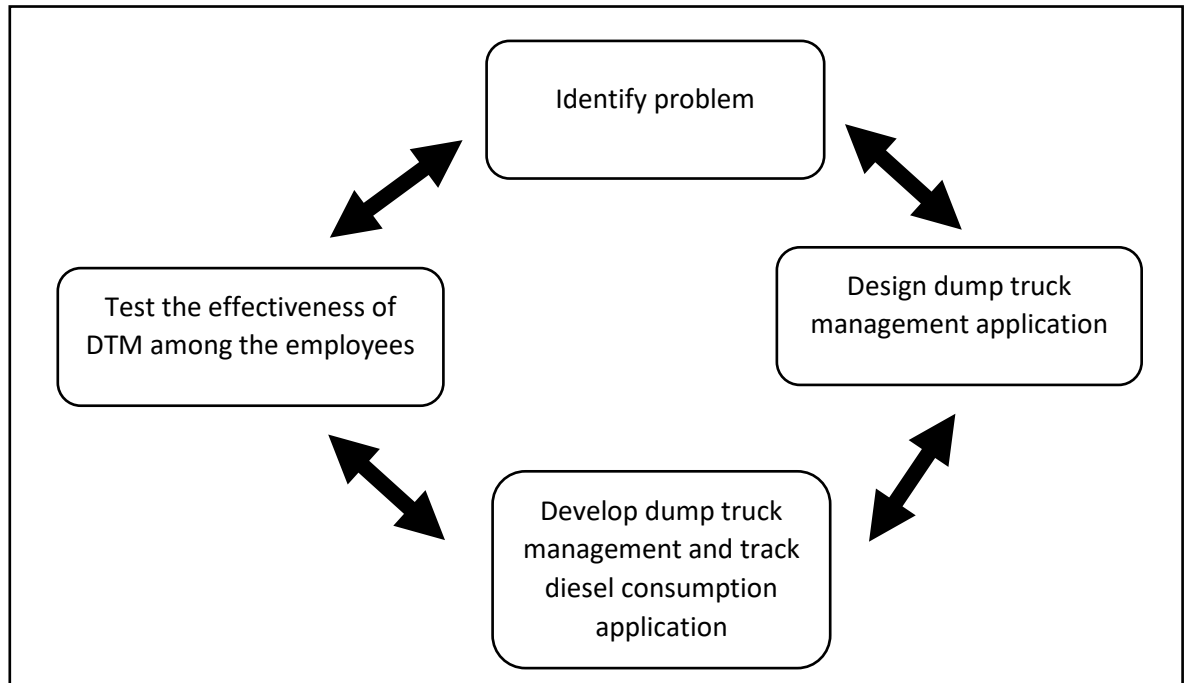 Identify problem
Design dump truck
management application
Test the effectiveness of
DTM among the employees
Develop dump truck
management and track
diesel consumption
application